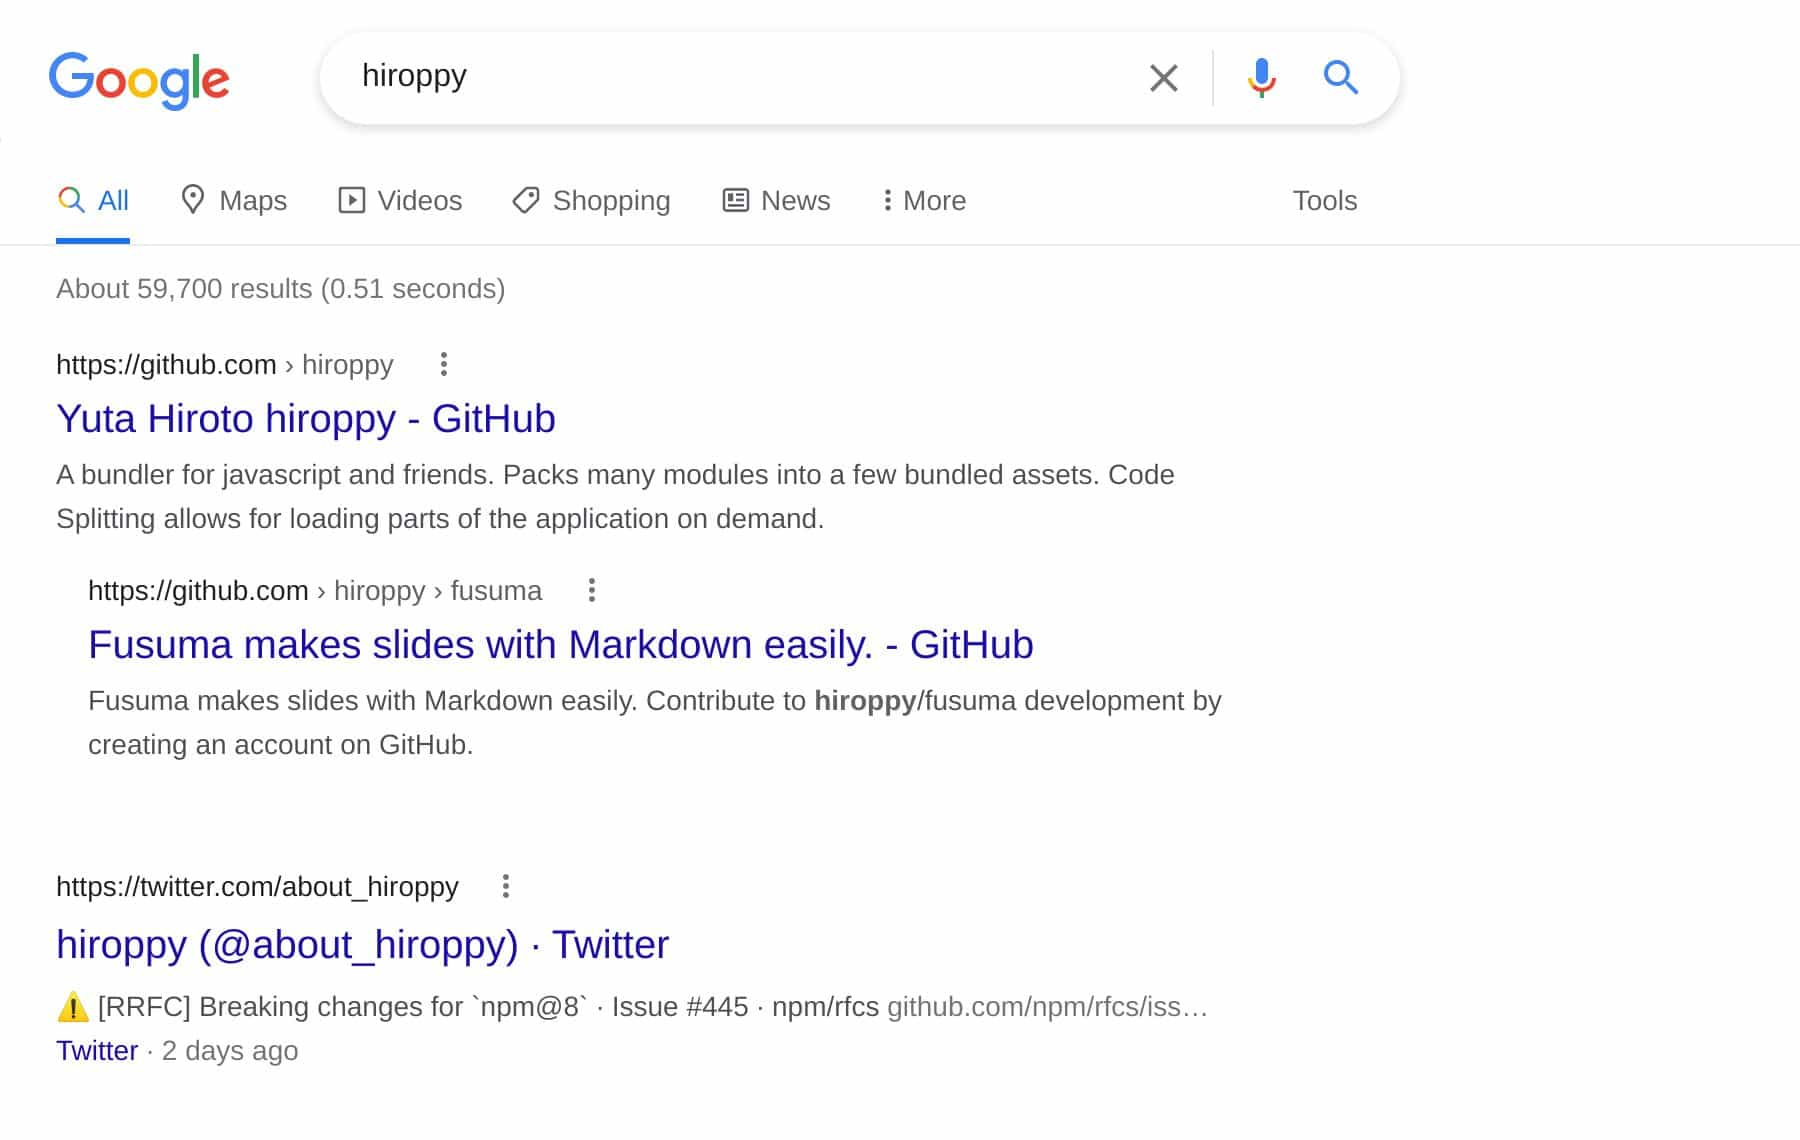 Google
hiroppy
All Maps Videos Shopping News More Tools
About 59,700 results (0.51 seconds)
https://github.com › hiroppy
Yuta Hiroto hiroppy - GitHub
A bundler for javascript and friends. Packs many modules into a few bundled assets. Code
Splitting allows for loading parts of the application on demand.
https://github.com › hiroppy › fusuma
Fusuma makes slides with Markdown easily. - GitHub
Fusuma makes slides with Markdown easily. Contribute to hiroppy/fusuma development by
creating an account on GitHub.
https://twitter.com/about_hiroppy
hiroppy (@about_hiroppy) · Twitter
⚠️ [RRFC] Breaking changes for `npm@8` · Issue #445 · npm/rfcs github.com/npm/rfcs/iss…
Twitter · 2 days ago